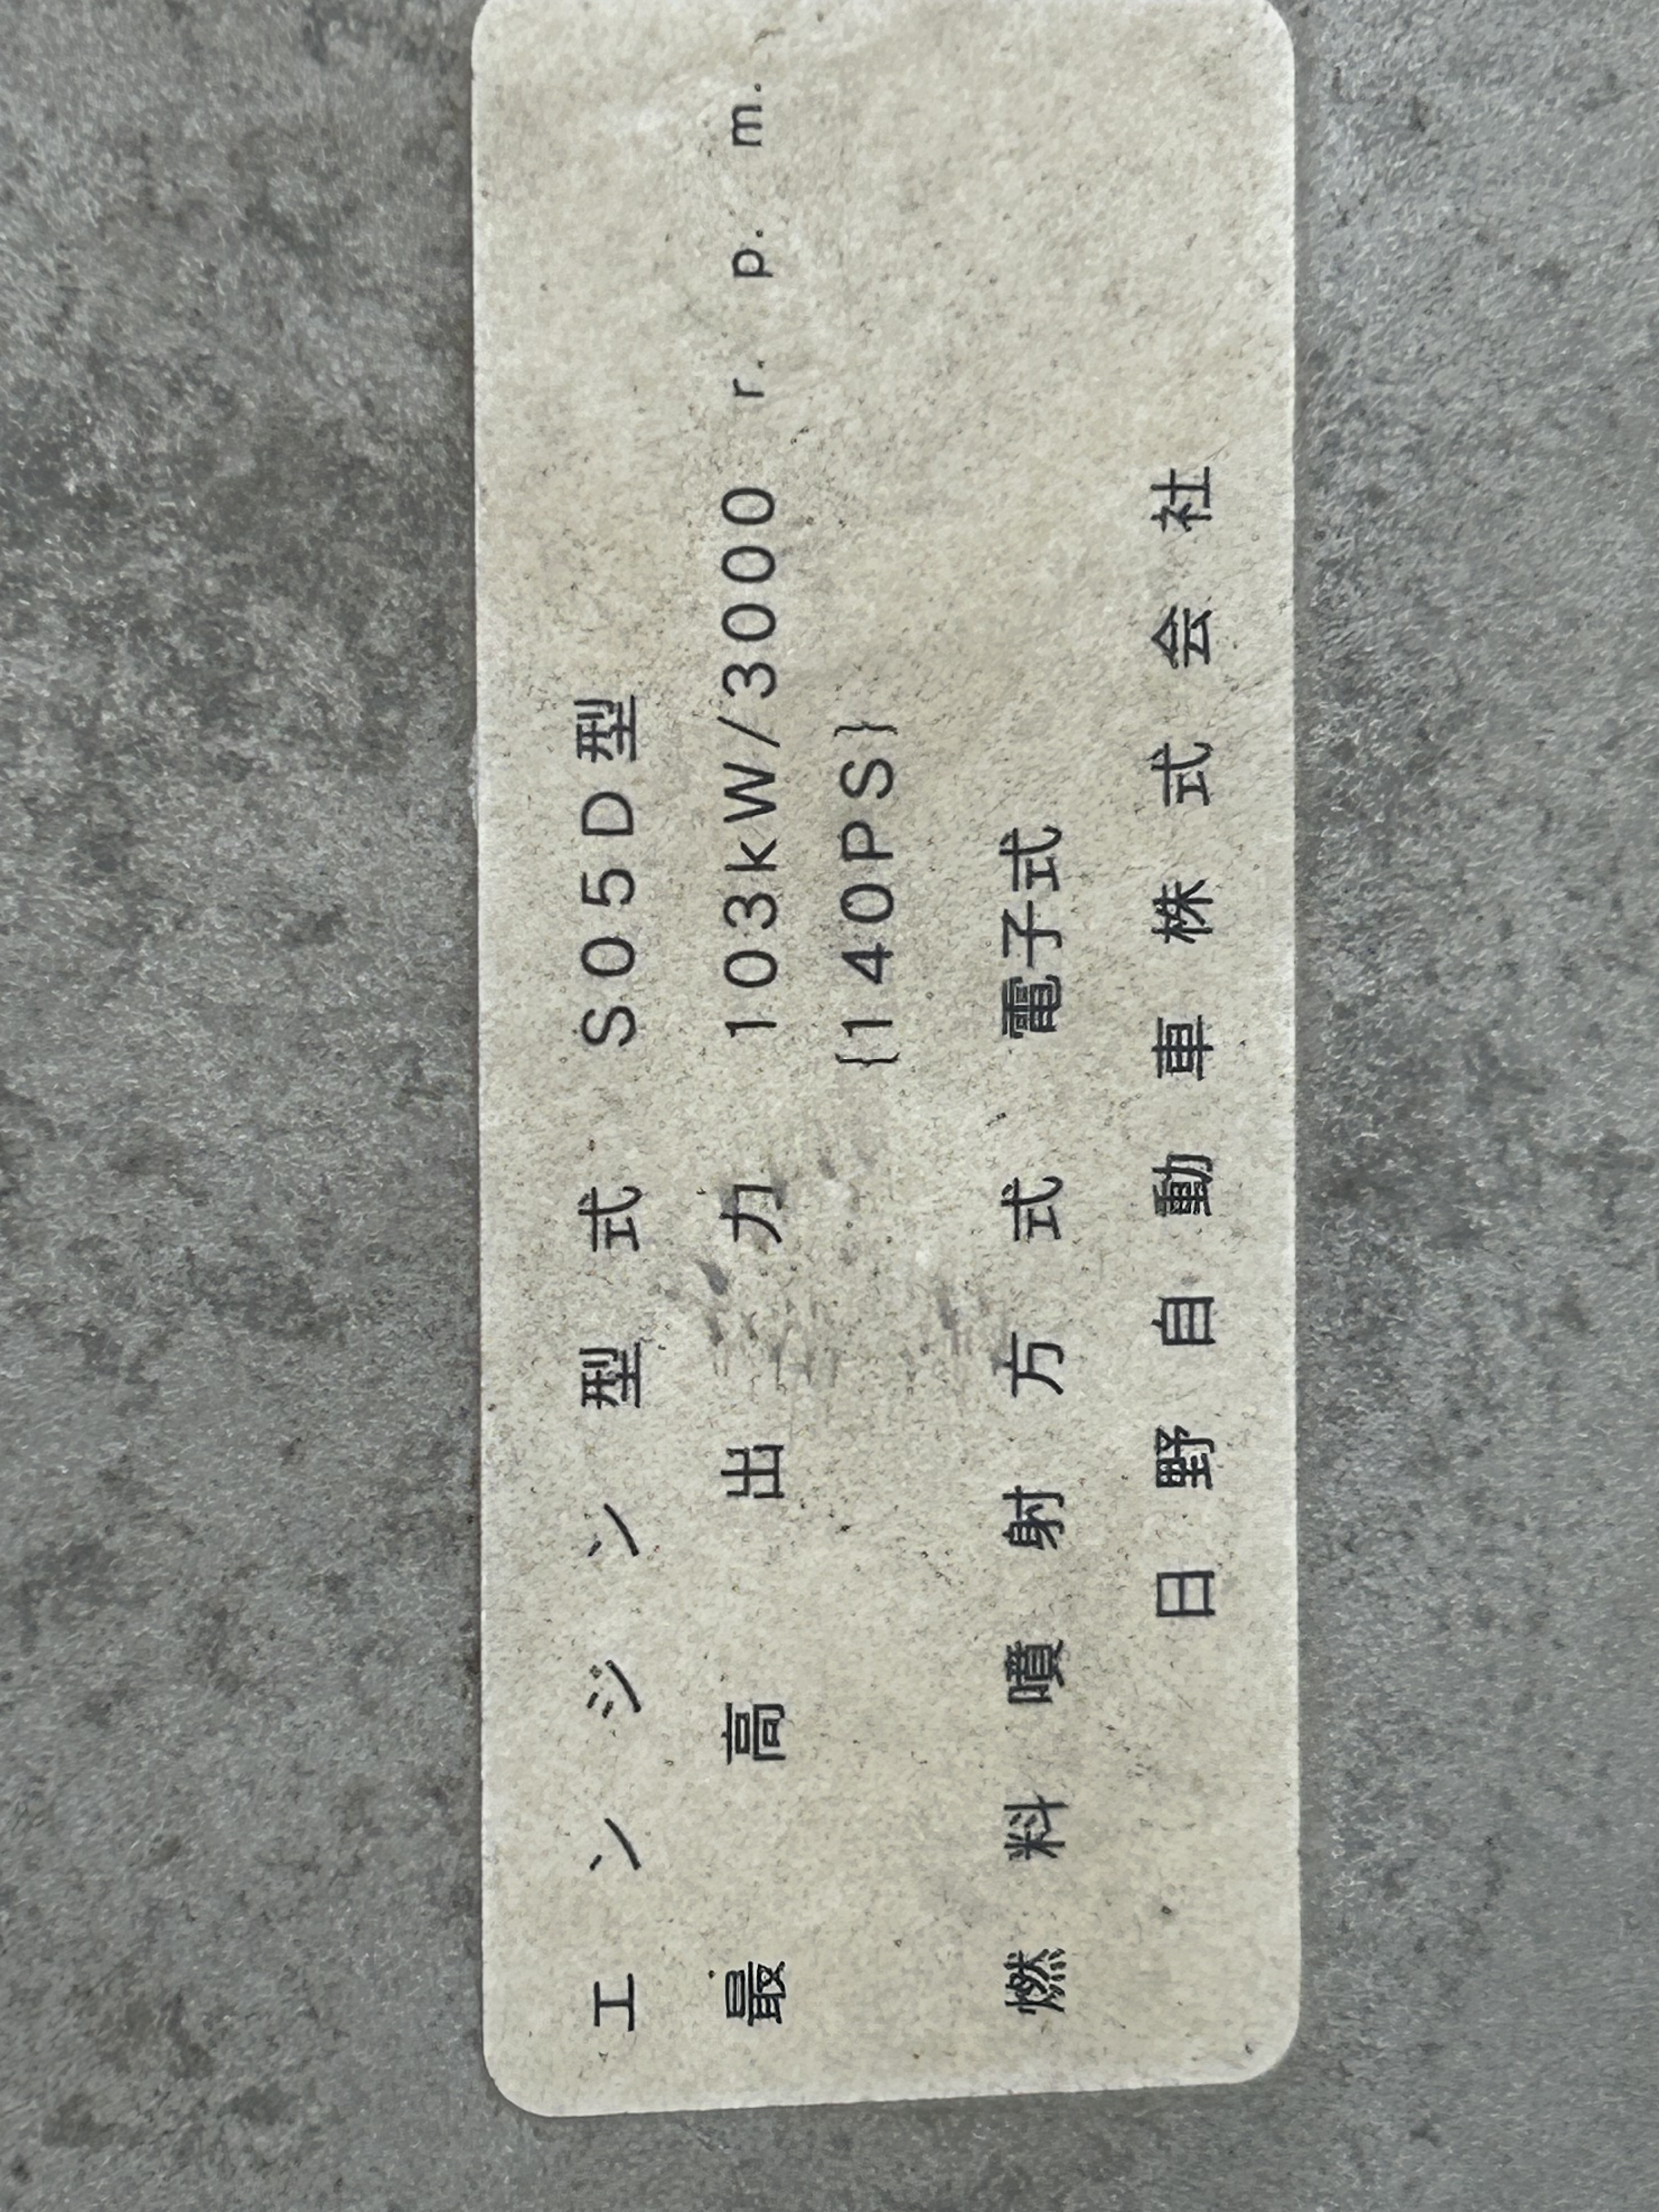 エンジン型式 S05D型
最高出力 103kW/3000 r.p.m.
{140PS}
燃料噴射方式 電子式
日野自動車株式会社